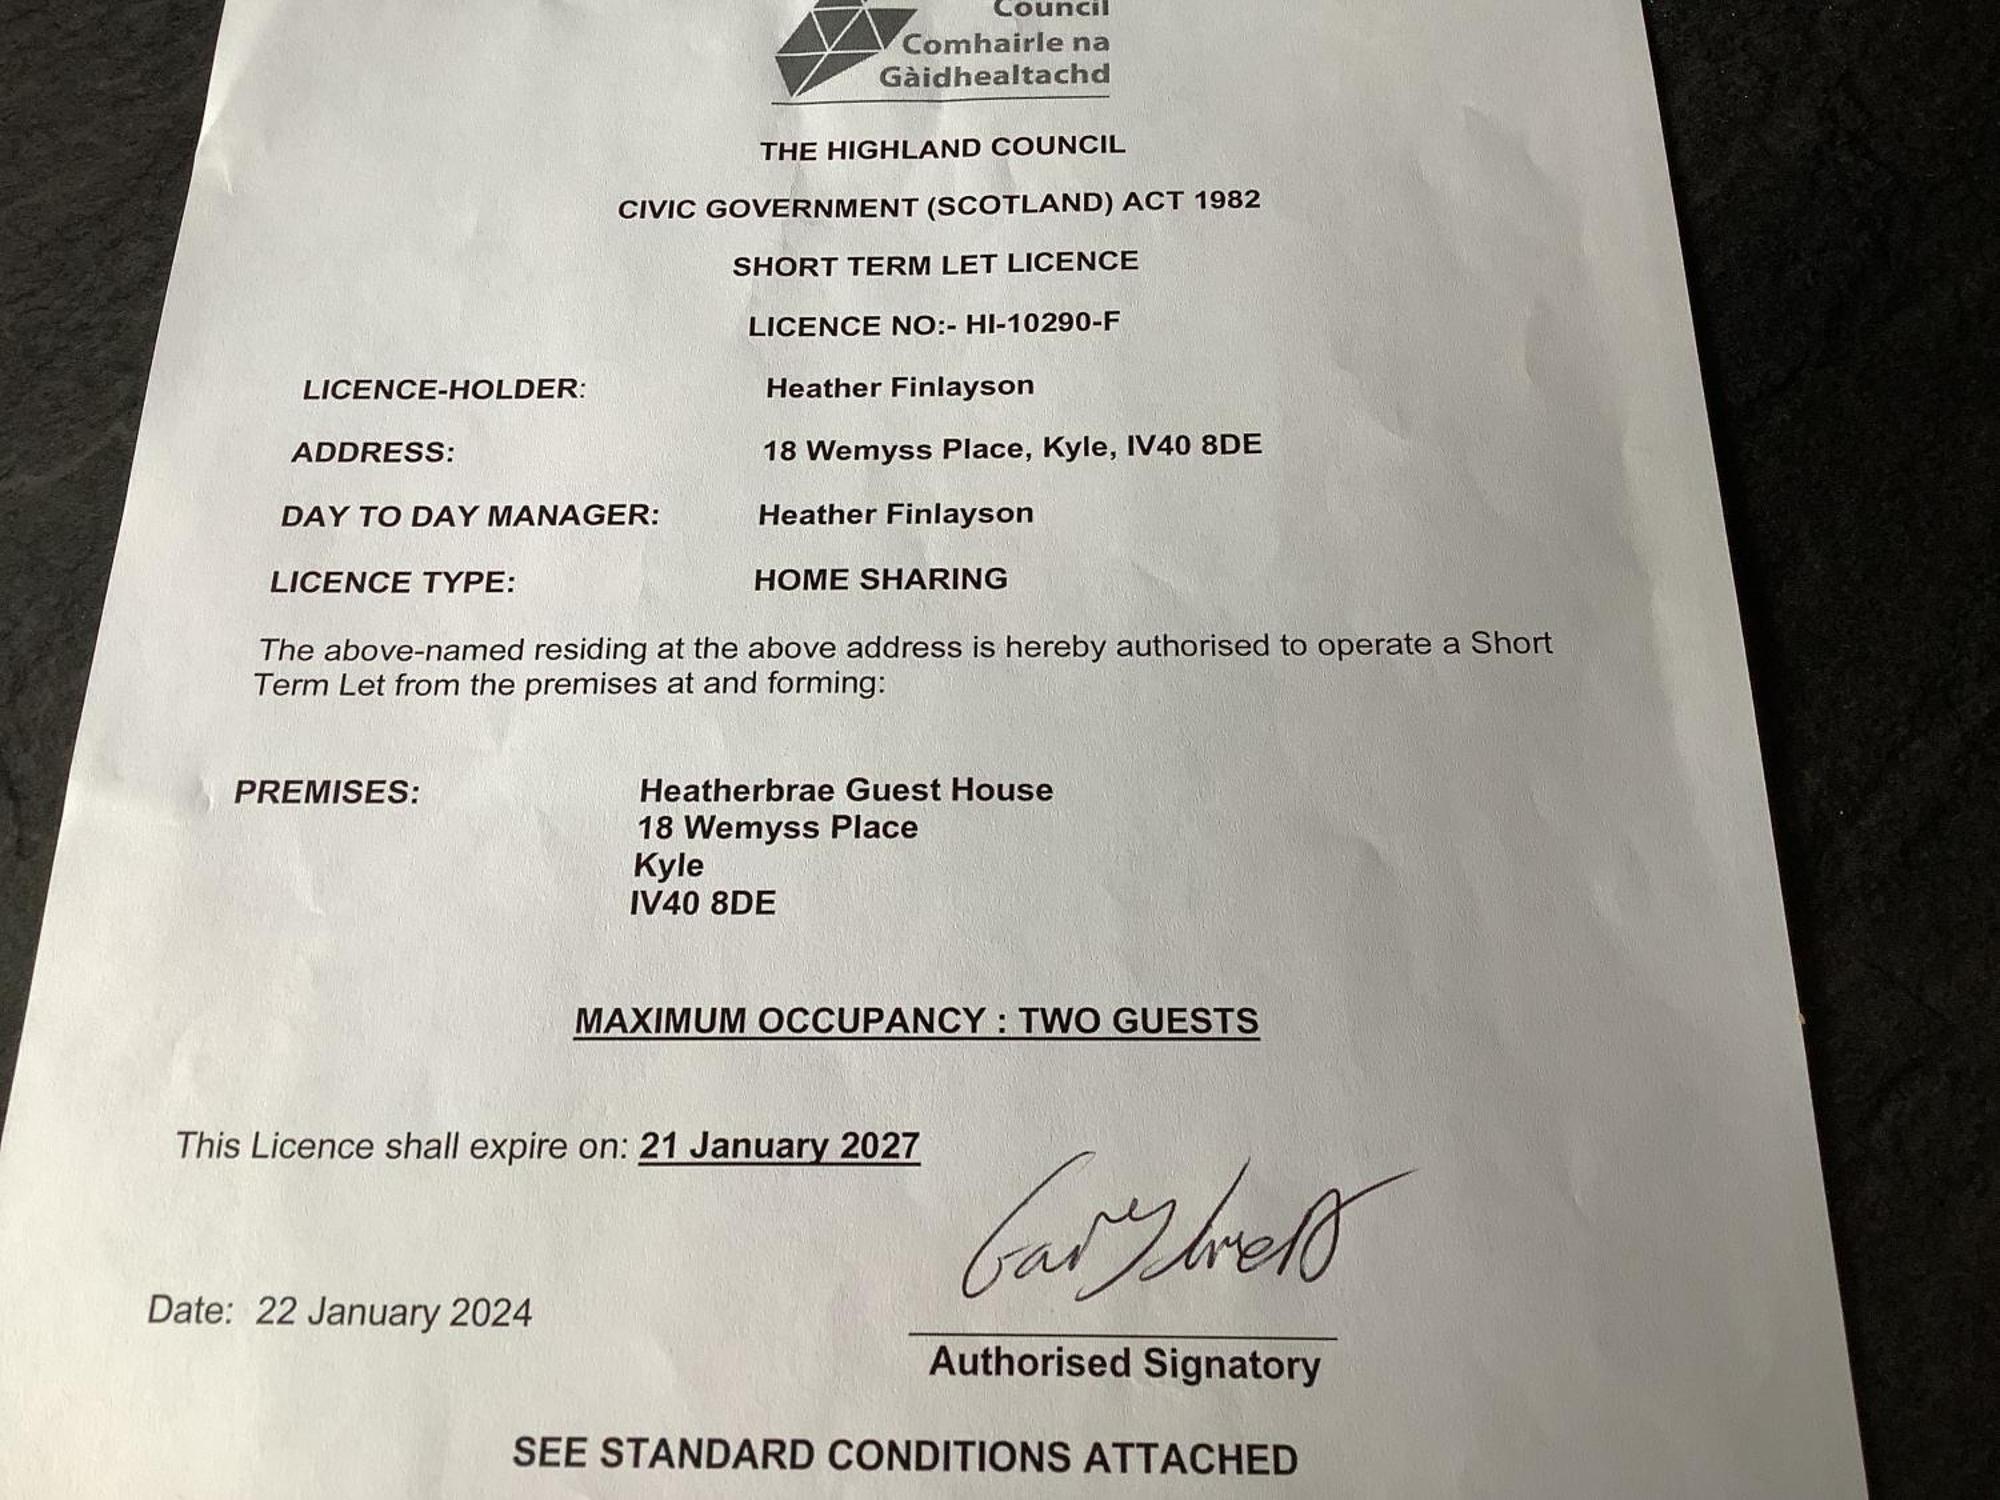 Council
Comhairle na
Gàidhealtachd
THE HIGHLAND COUNCIL
CIVIC GOVERNMENT (SCOTLAND) ACT 1982
SHORT TERM LET LICENCE
LICENCE NO:- HI-10290-F
LICENCE-HOLDER: Heather Finlayson
ADDRESS: 18 Wemyss Place, Kyle, IV40 8DE
DAY TO DAY MANAGER: Heather Finlayson
LICENCE TYPE: HOME SHARING
The above-named residing at the above address is hereby authorised to operate a Short
Term Let from the premises at and forming:
PREMISES: Heatherbrae Guest House
18 Wemyss Place
Kyle
IV40 8DE
MAXIMUM OCCUPANCY : TWO GUESTS
This Licence shall expire on: 21 January 2027
Date: 22 January 2024
Authorised Signatory
SEE STANDARD CONDITIONS ATTACHED